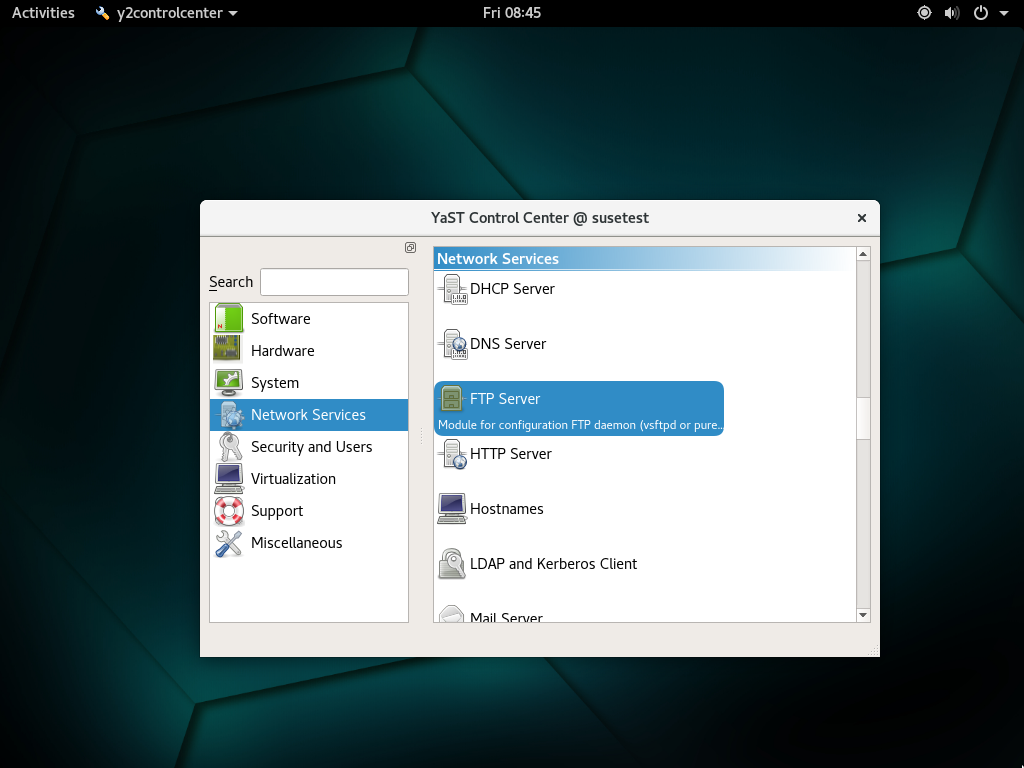 Activities y2controlcenter Fri 08:45
YaST Control Center @ susetest
Search
Software
Hardware
System
Network Services
Security and Users
Virtualization
Support
Miscellaneous
Network Services
DHCP Server
DNS Server
FTP Server
Module for configuration FTP daemon (vsftpd or pure...
HTTP Server
Hostnames
LDAP and Kerberos Client
Mail Server